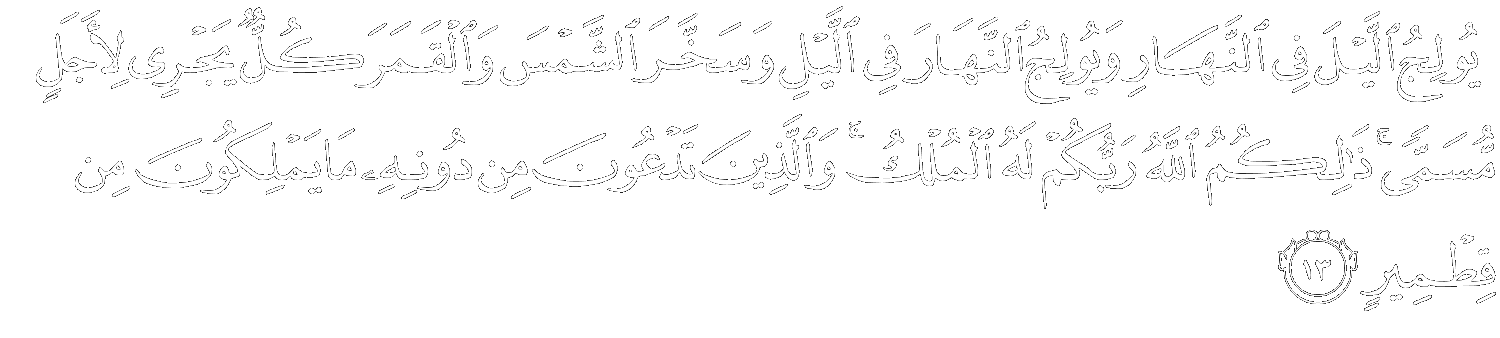 يُولِجُ ٱلَّيْلَ فِى ٱلنَّهَارِ وَيُولِجُ ٱلنَّهَارَ فِى ٱلَّيْلِ وَسَخَّرَ ٱلشَّمْسَ وَٱلْقَمَرَ كُلٌّ يَجْرِى لِأَجَلٍ
مُّسَمًّى ۚ ذَٰلِكُمُ ٱللَّهُ رَبُّكُمْ لَهُ ٱلْمُلْكُ ۚ وَٱلَّذِينَ تَدْعُونَ مِن دُونِهِۦ مَا يَمْلِكُونَ مِن
قِطْمِيرٍ ١٣